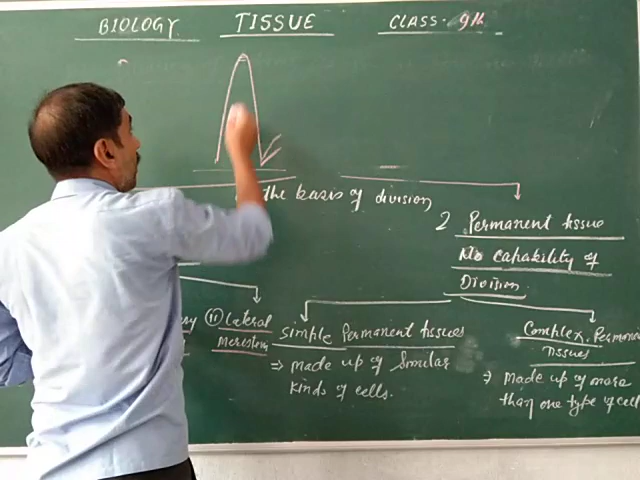 BIOLOGY TISSUE CLASS. 9th
the basis of division
2 Permanent tissue
No capability of
Division
(ii) Lateral
Meristem
Simple Permanent tissues
⇒ made up of Similar
kinds of cells.
Complex Perma
Tissues
⇒ made up of more
than one type of cell